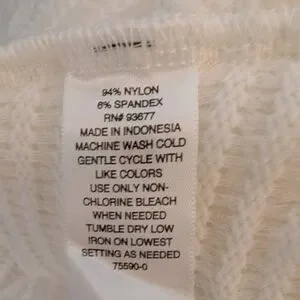 94% NYLON
6% SPANDEX
RN# 93677
MADE IN INDONESIA
MACHINE WASH COLD
GENTLE CYCLE WITH
LIKE COLORS
USE ONLY NON-
CHLORINE BLEACH
WHEN NEEDED
TUMBLE DRY LOW
IRON ON LOWEST
SETTING AS NEEDED
75590-0